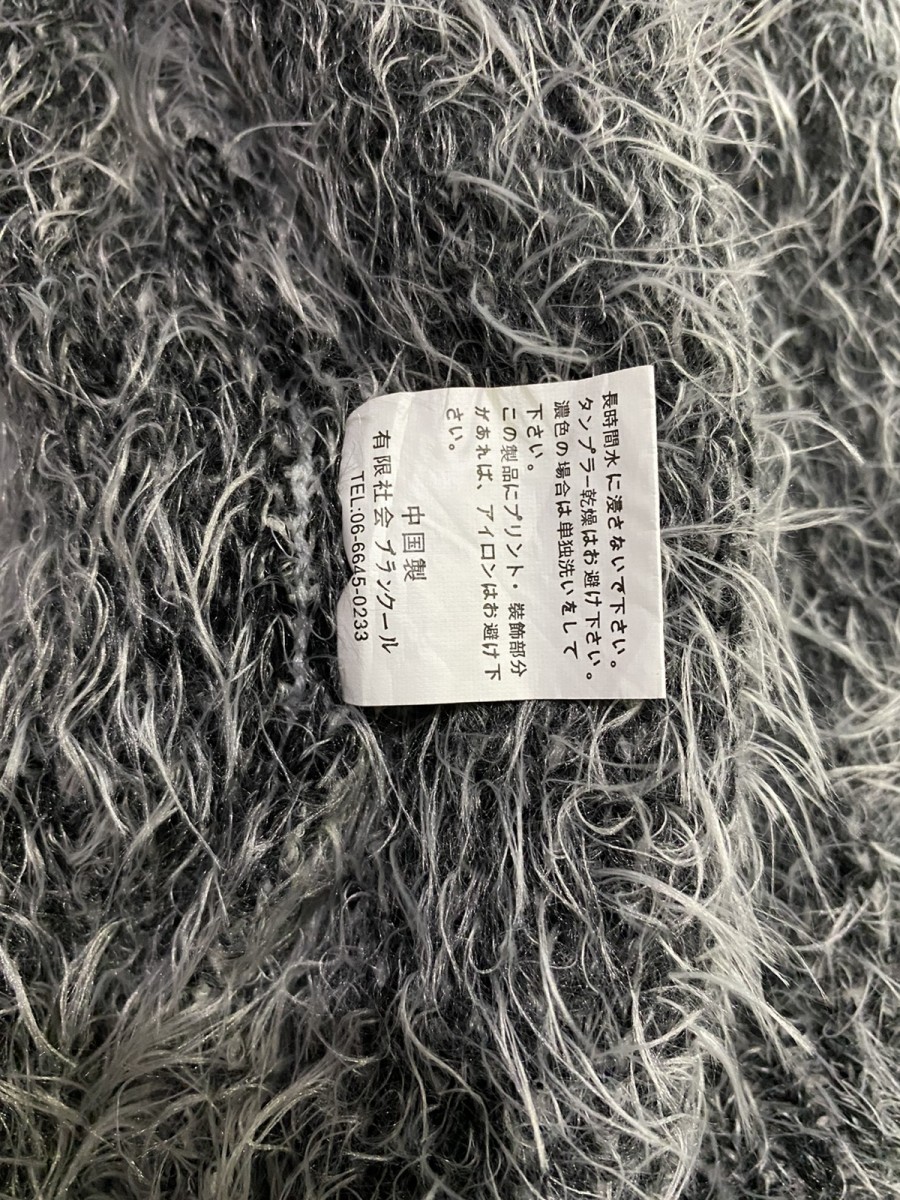 長時間水に浸さないで下さい。
タンプラー乾燥はお避け下さい。
濃色の場合は単独洗いをして
下さい。
この製品にプリント・装飾部分
があれば、アイロンはお避け下
さい。
中国製
有限社会 ブランクール
TEL:06-6645-0233